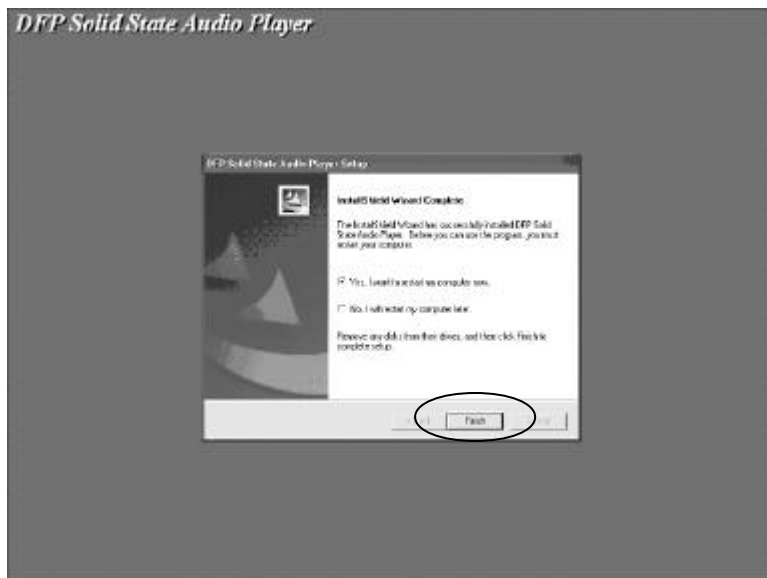 DFP Solid State Audio Player
DFP Solid State Audio Player Setup
InstallShield Wizard Complete
The InstallShield Wizard has successfully installed DFP Solid
State Audio Player. Before you can use the program, you must
restart your computer.
Yes, I want to restart my computer now.
No, I will restart my computer later.
Remove any disks from their drives, and then click Finish to
complete setup.
Finish